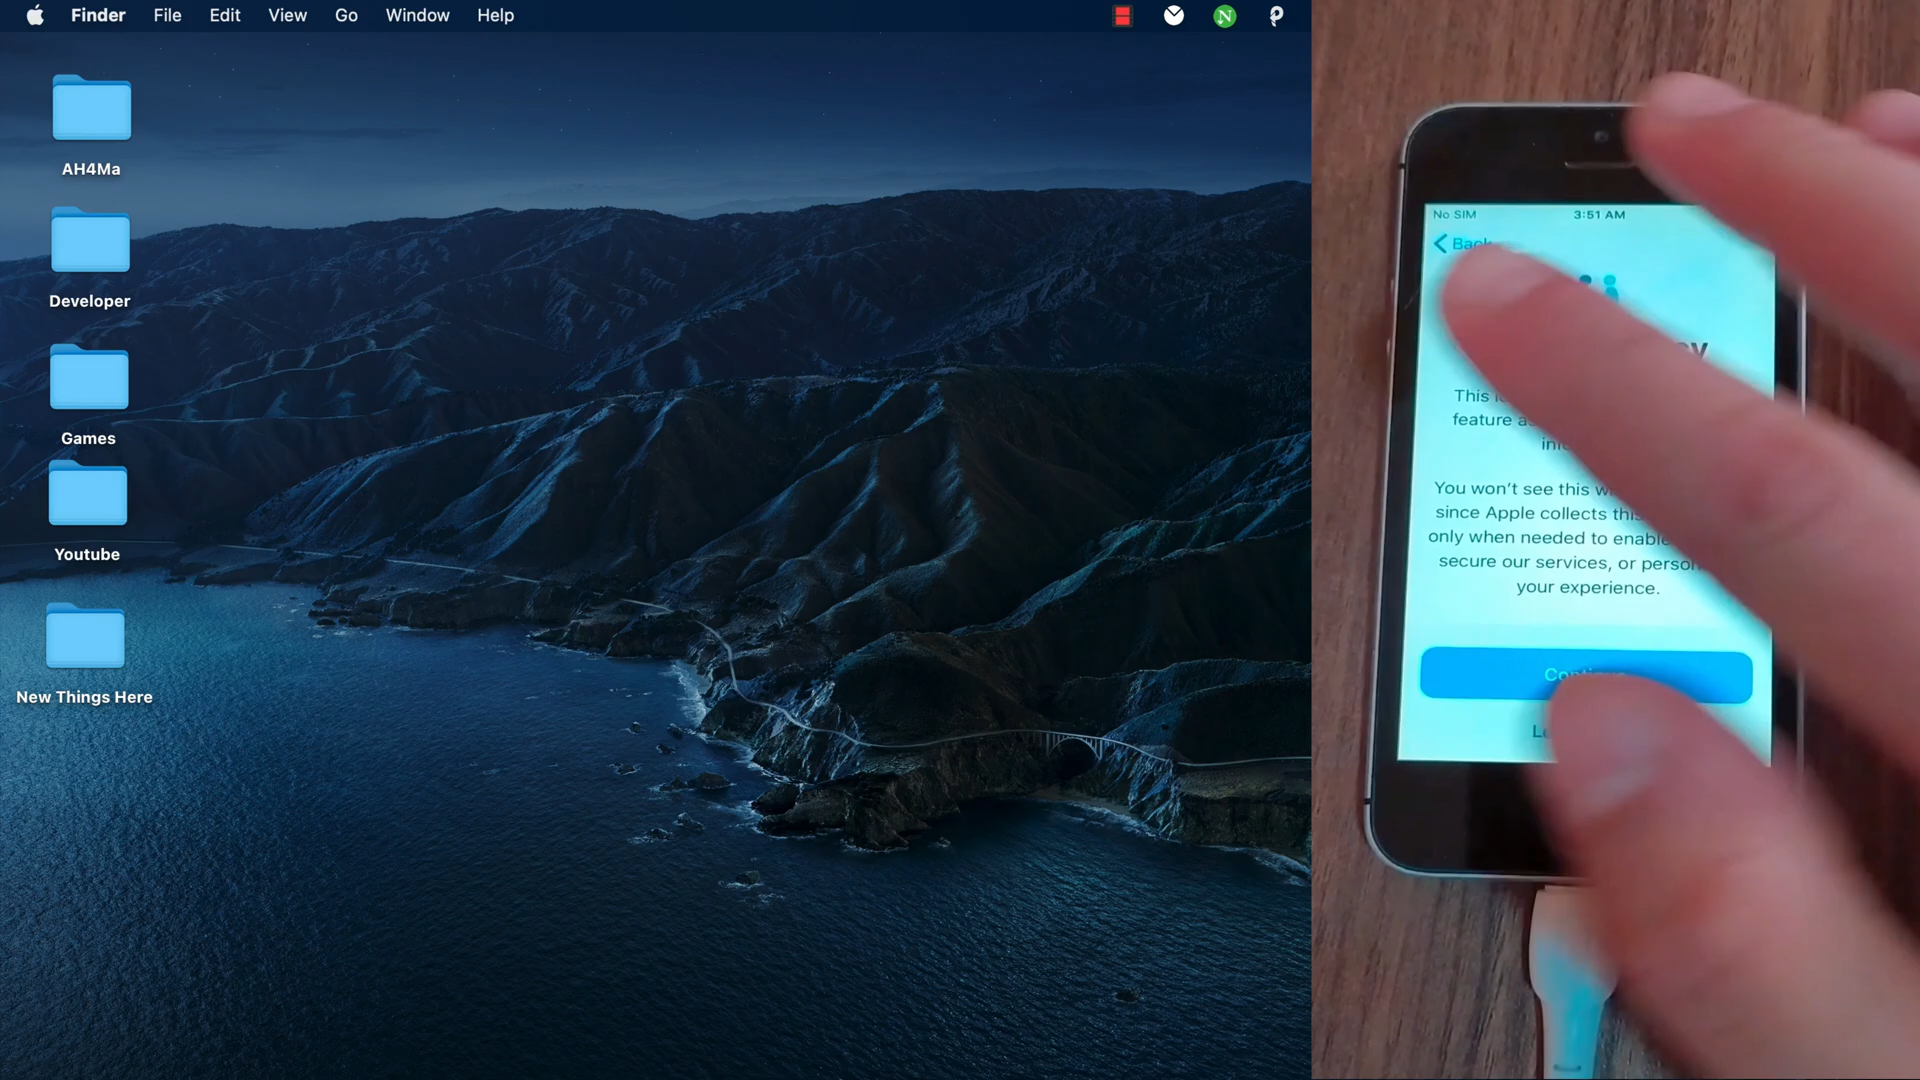 Finder File Edit View Go Window Help
AH4Ma
Developer
Games
Youtube
New Things Here
No SIM 3:51 AM
Back
This
feature
You won't see this
since Apple collects this
only when needed to enable
secure our services, or
your experience.